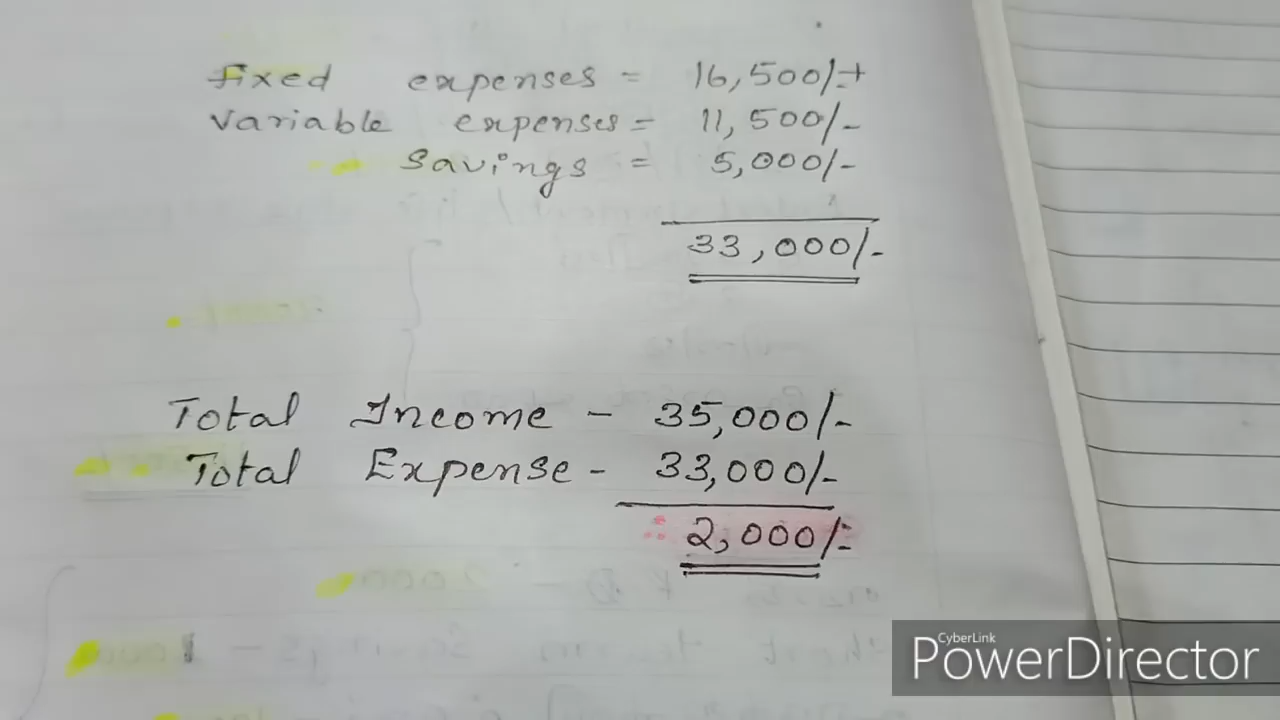 fixed expenses = 16,500/-+
Variable expenses = 11,500/-
Savings = 5,000/-
33,000/-
Total Income - 35,000/-
Total Expense - 33,000/-
∴ 2,000/-
CyberLink
PowerDirector